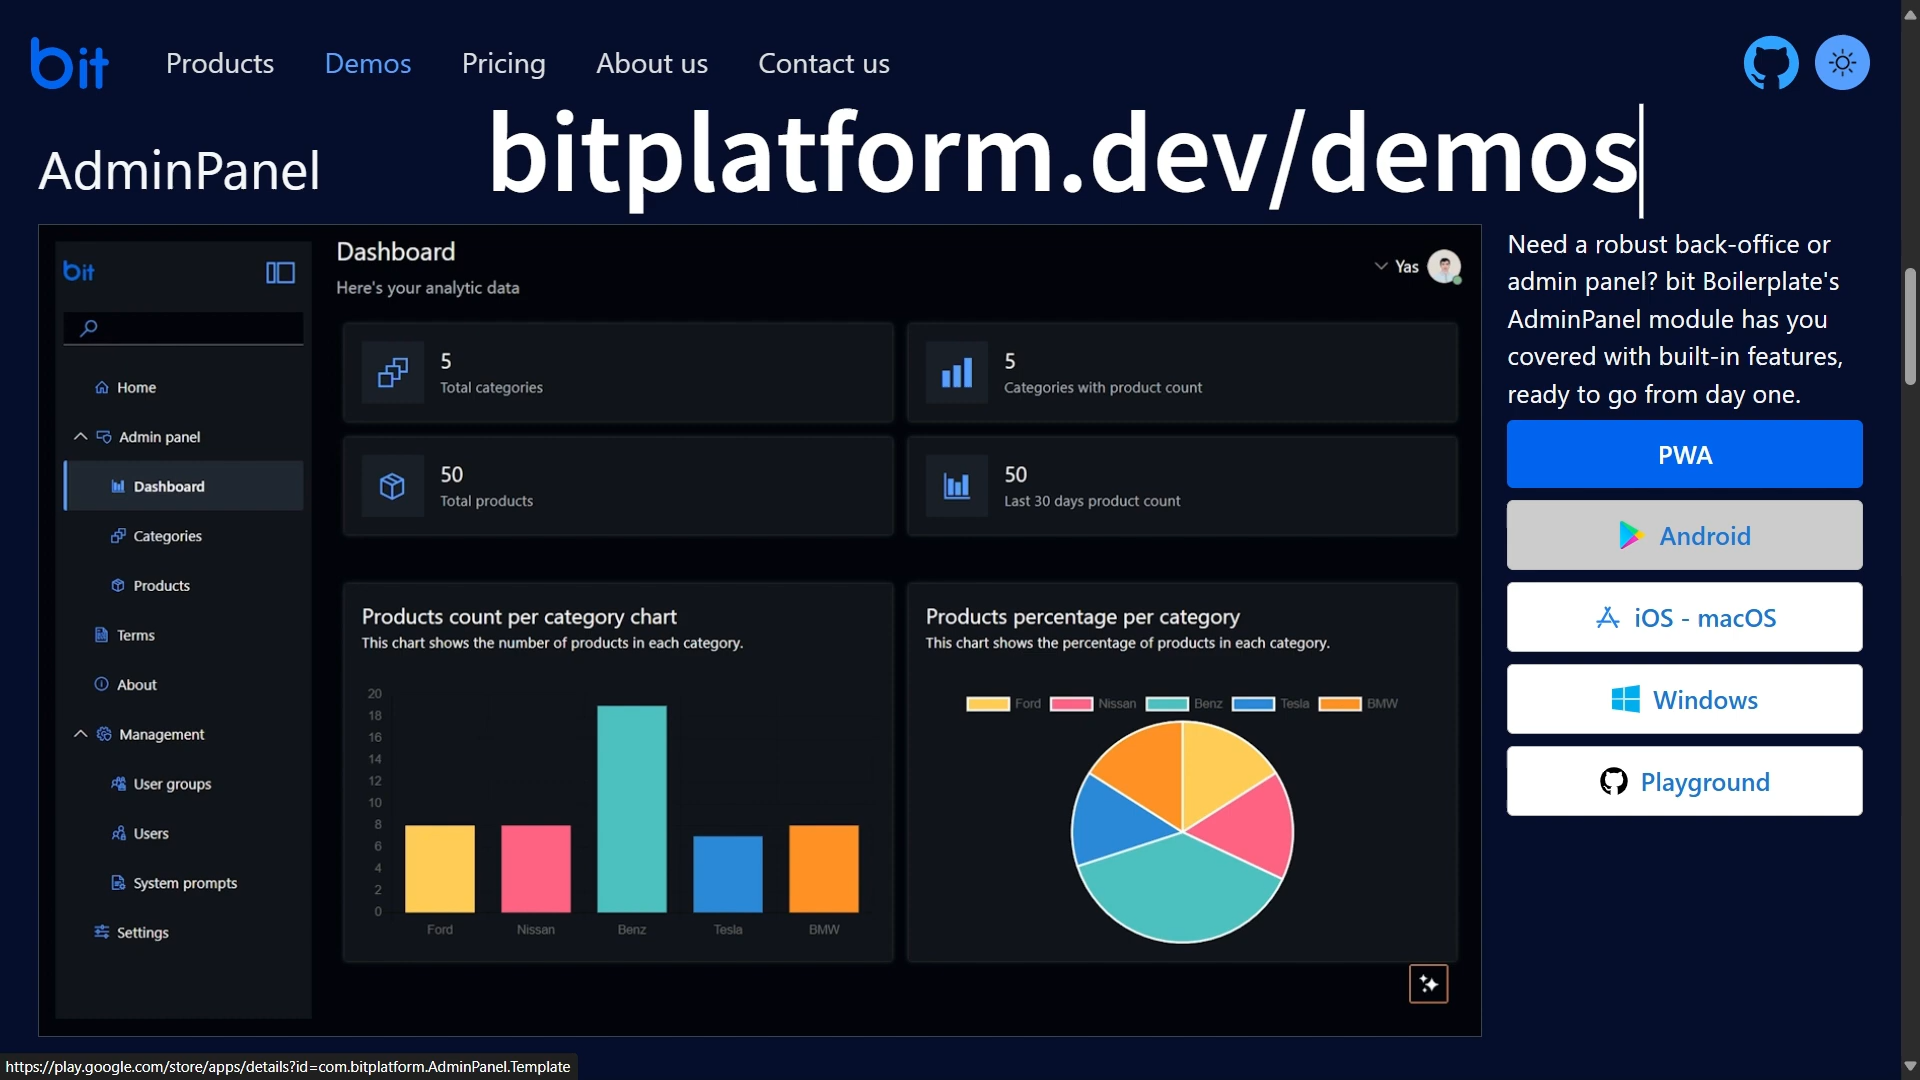 bit
Products
Demos
Pricing
About us
Contact us
bitplatform.dev/demos
AdminPanel
bit
Home
Admin panel
Dashboard
Categories
Products
Terms
About
Management
User groups
Users
System prompts
Settings
Dashboard
Here's your analytic data
Yas
5
Total categories
5
Categories with product count
50
Total products
50
Last 30 days product count
Products count per category chart
This chart shows the number of products in each category.
20
18
16
14
12
10
8
6
4
2
0
Ford
Nissan
Benz
Tesla
BMW
Products percentage per category
This chart shows the percentage of products in each category.
Ford
Nissan
Benz
Tesla
BMW
Need a robust back-office or
admin panel? bit Boilerplate's
AdminPanel module has you
covered with built-in features,
ready to go from day one.
PWA
Android
iOS - macOS
Windows
Playground
https://play.google.com/store/apps/details?id=com.bitplatform.AdminPanel.Template